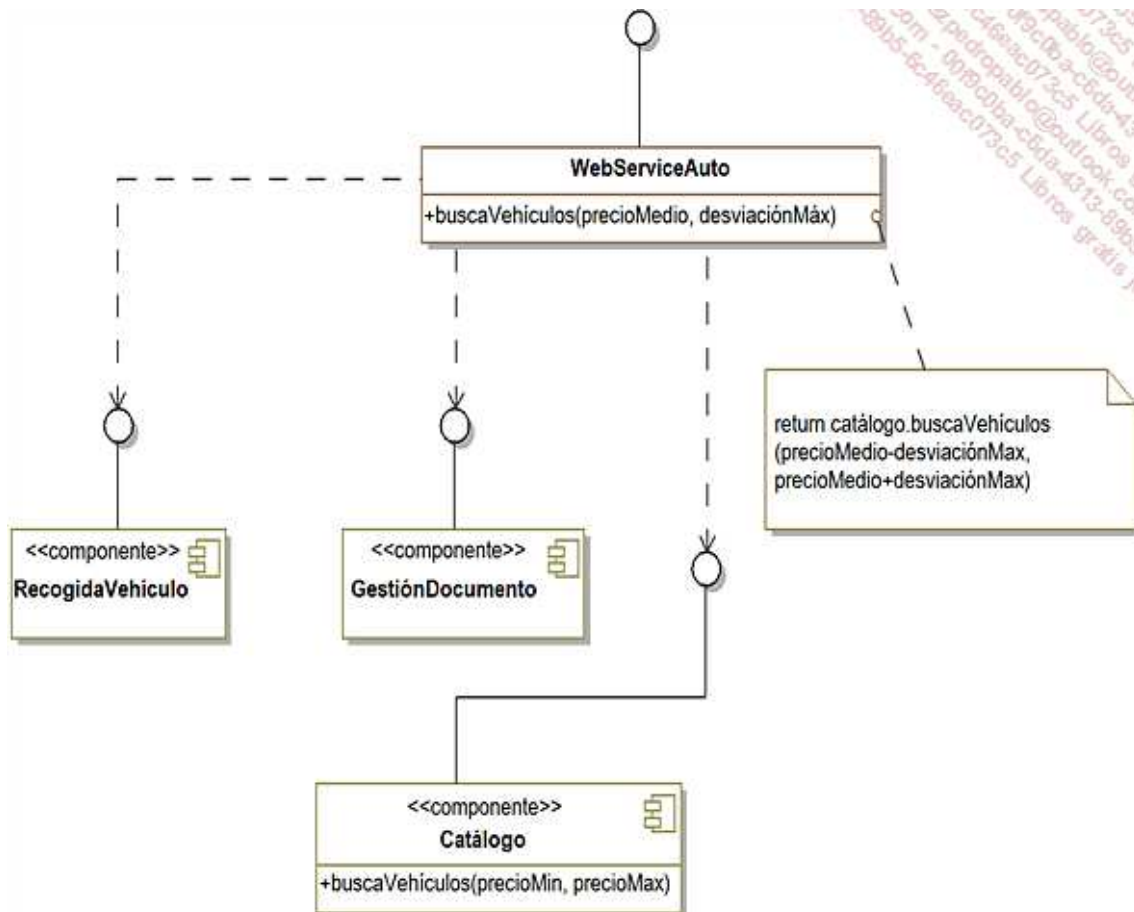 WebServiceAuto
+buscaVehículos(precioMedio, desviaciónMáx)
return catálogo.buscaVehículos
(precioMedio-desviaciónMax,
precioMedio+desviaciónMax)
<<componente>>
RecogidaVehículo
<<componente>>
GestiónDocumento
<<componente>>
Catálogo
+buscaVehículos(precioMin, precioMax)